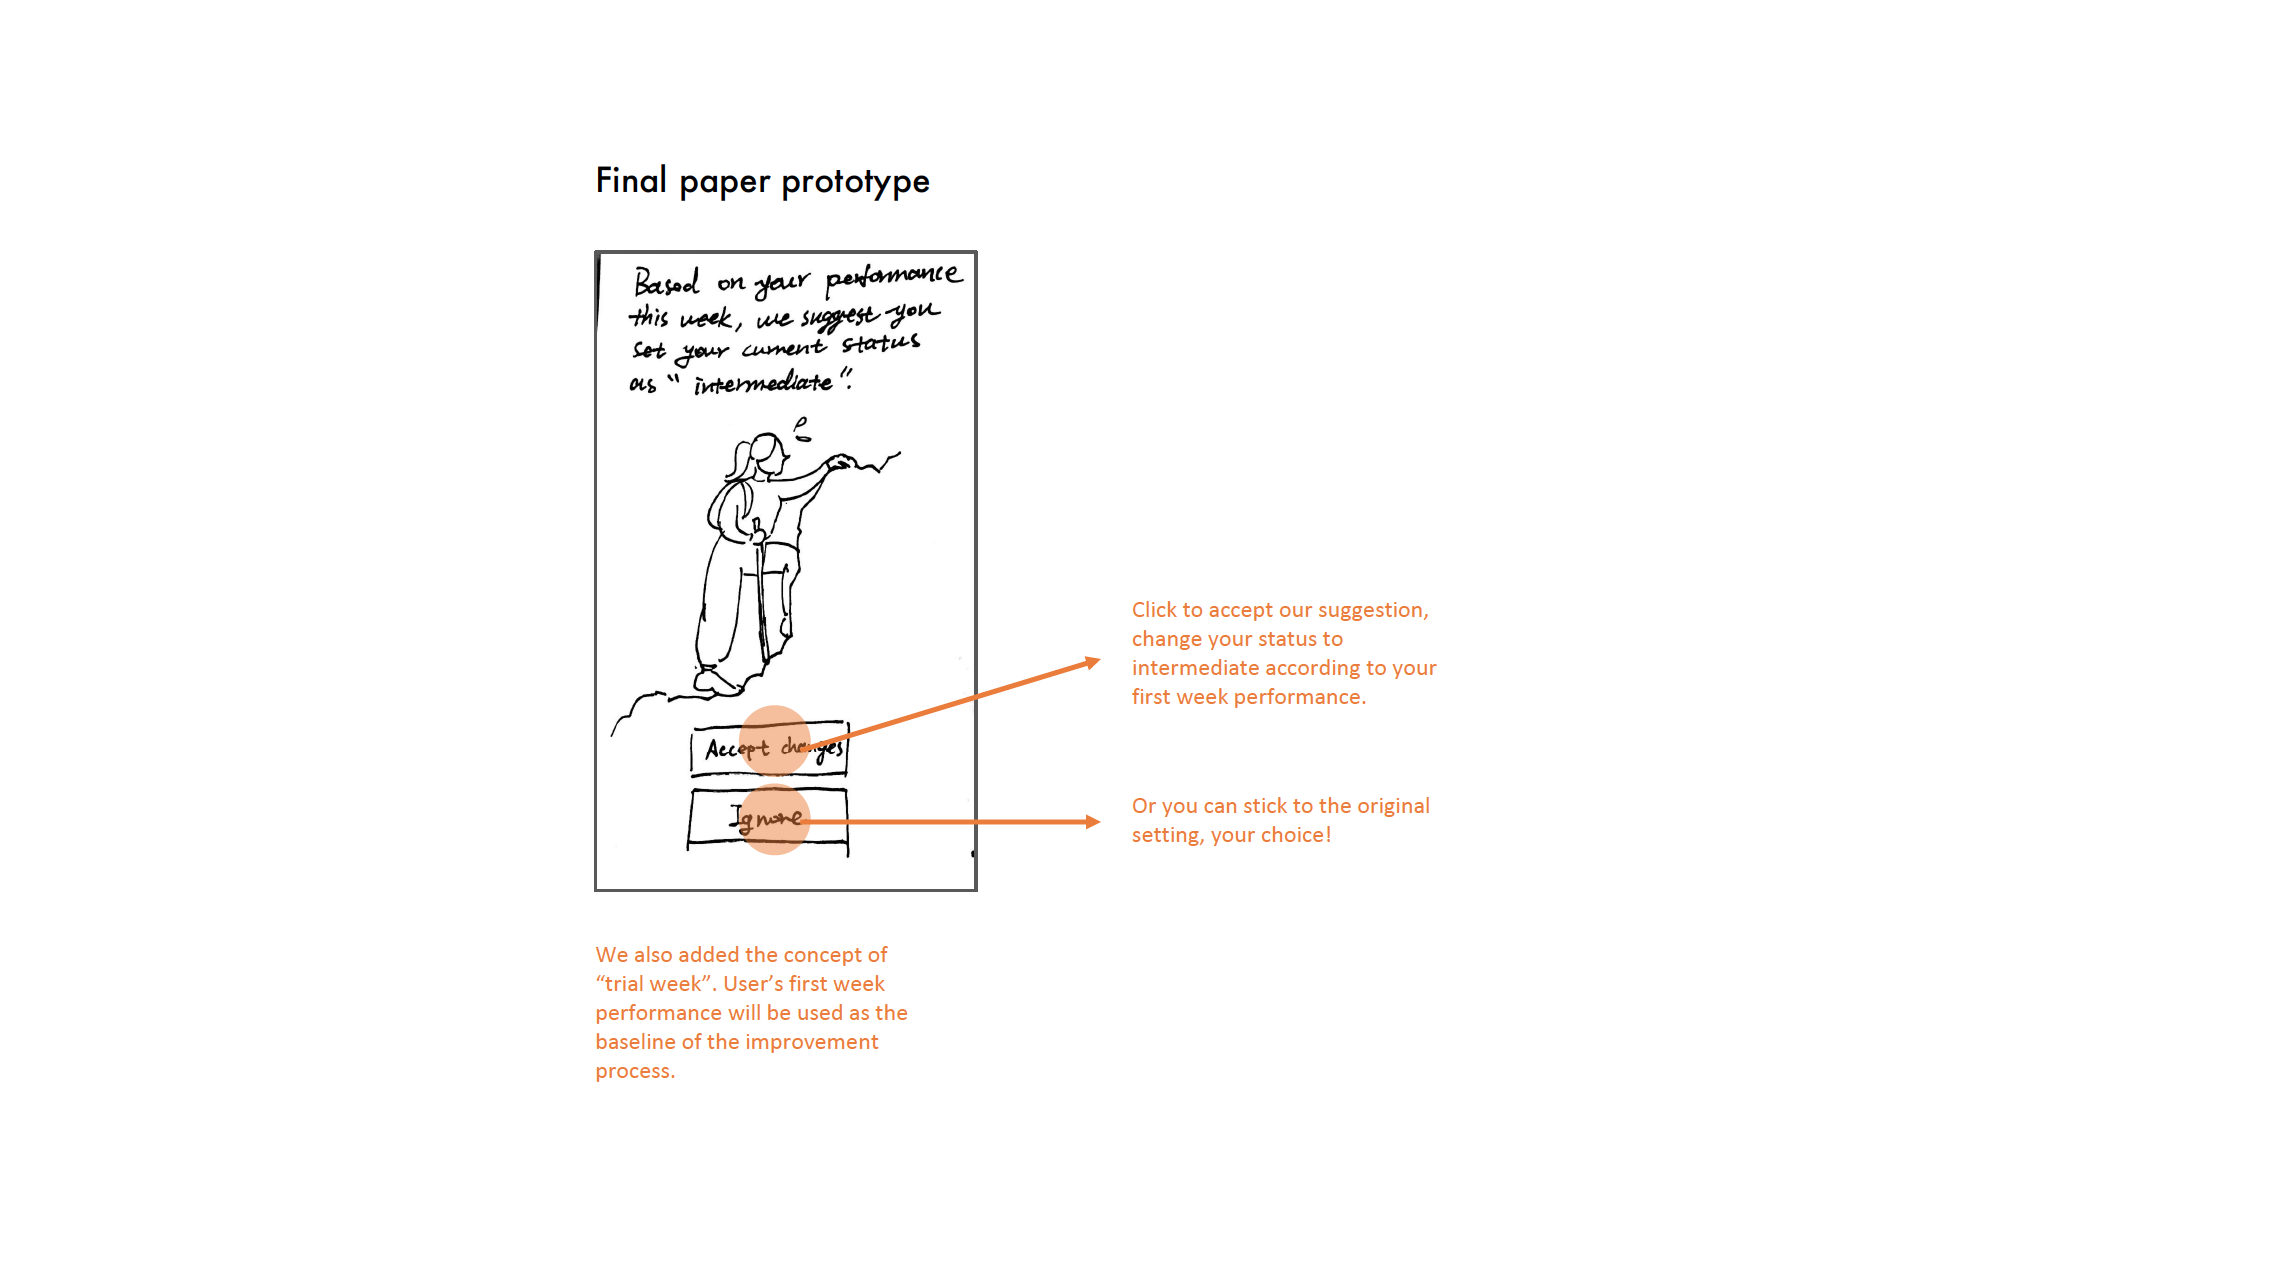 Final paper prototype
Based on your performance
this week, we suggest you
set your current status
as "intermediate".
Accept changes
Ignore
Click to accept our suggestion,
change your status to
intermediate according to your
first week performance.
Or you can stick to the original
setting, your choice!
We also added the concept of
“trial week”. User’s first week
performance will be used as the
baseline of the improvement
process.